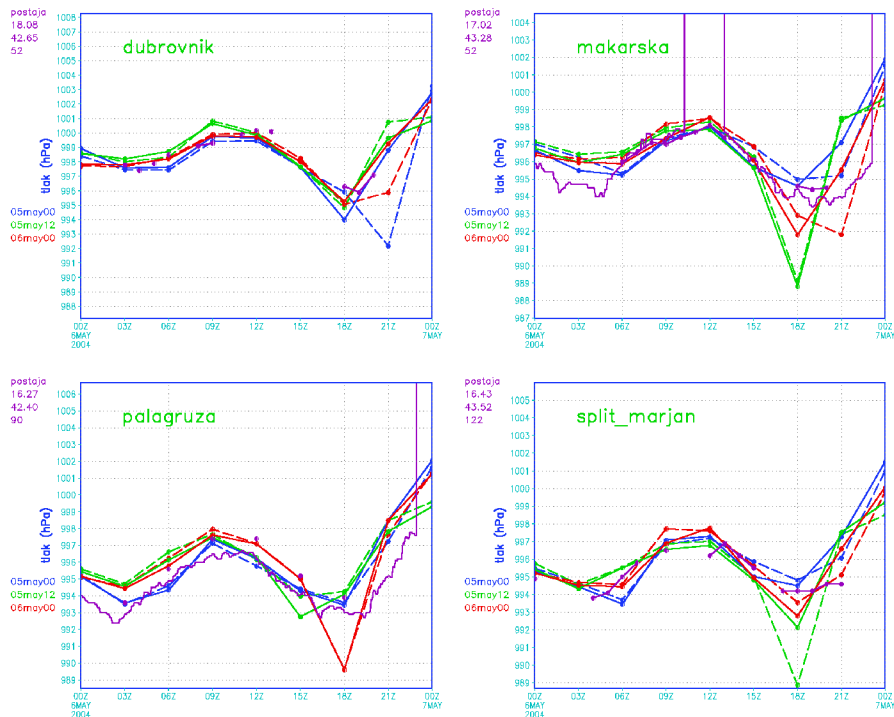 postaja
18.08
42.65
52
dubrovnik
1008
1007
1006
1005
1004
1003
1002
1001
1000
999
998
997
996
995
994
993
992
991
990
989
988
tlak (hPa)
05may00
05may12
06may00
00Z
6MAY
2004
03Z
06Z
09Z
12Z
15Z
18Z
21Z
00Z
7MAY
postaja
17.02
43.28
52
makarska
1004
1003
1002
1001
1000
999
998
997
996
995
994
993
992
991
990
989
988
987
tlak (hPa)
05may00
05may12
06may00
00Z
6MAY
2004
03Z
06Z
09Z
12Z
15Z
18Z
21Z
00Z
7MAY
postaja
16.27
42.40
90
palagruza
1006
1005
1004
1003
1002
1001
1000
999
998
997
996
995
994
993
992
991
990
989
tlak (hPa)
05may00
05may12
06may00
00Z
6MAY
2004
03Z
06Z
09Z
12Z
15Z
18Z
21Z
00Z
7MAY
postaja
16.43
43.52
122
split_marjan
1005
1004
1003
1002
1001
1000
999
998
997
996
995
994
993
992
991
990
989
tlak (hPa)
05may00
05may12
06may00
00Z
6MAY
2004
03Z
06Z
09Z
12Z
15Z
18Z
21Z
00Z
7MAY